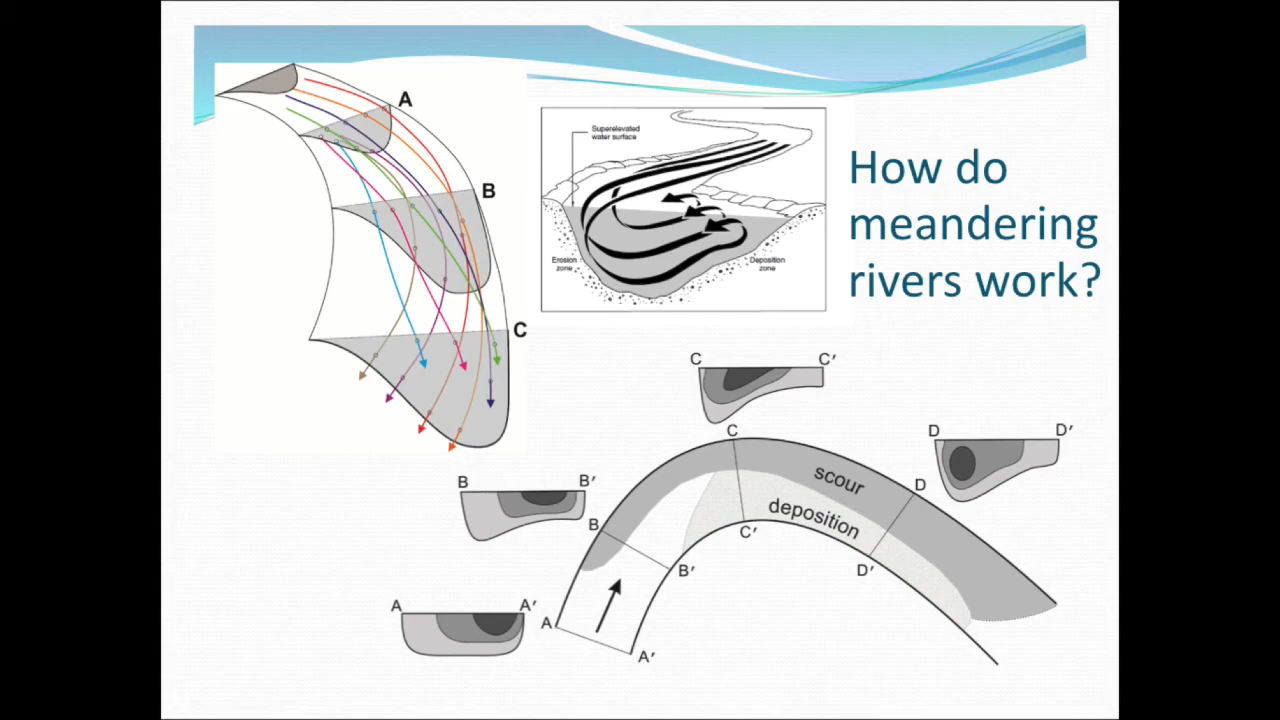 How do
meandering
rivers work?
A
B
C
Superelevated
water surface
Erosion
zone
Deposition
zone
C C′
D D′
B B′
A A′
C
scour
D
deposition
B
C′
B′
D′
A
A′